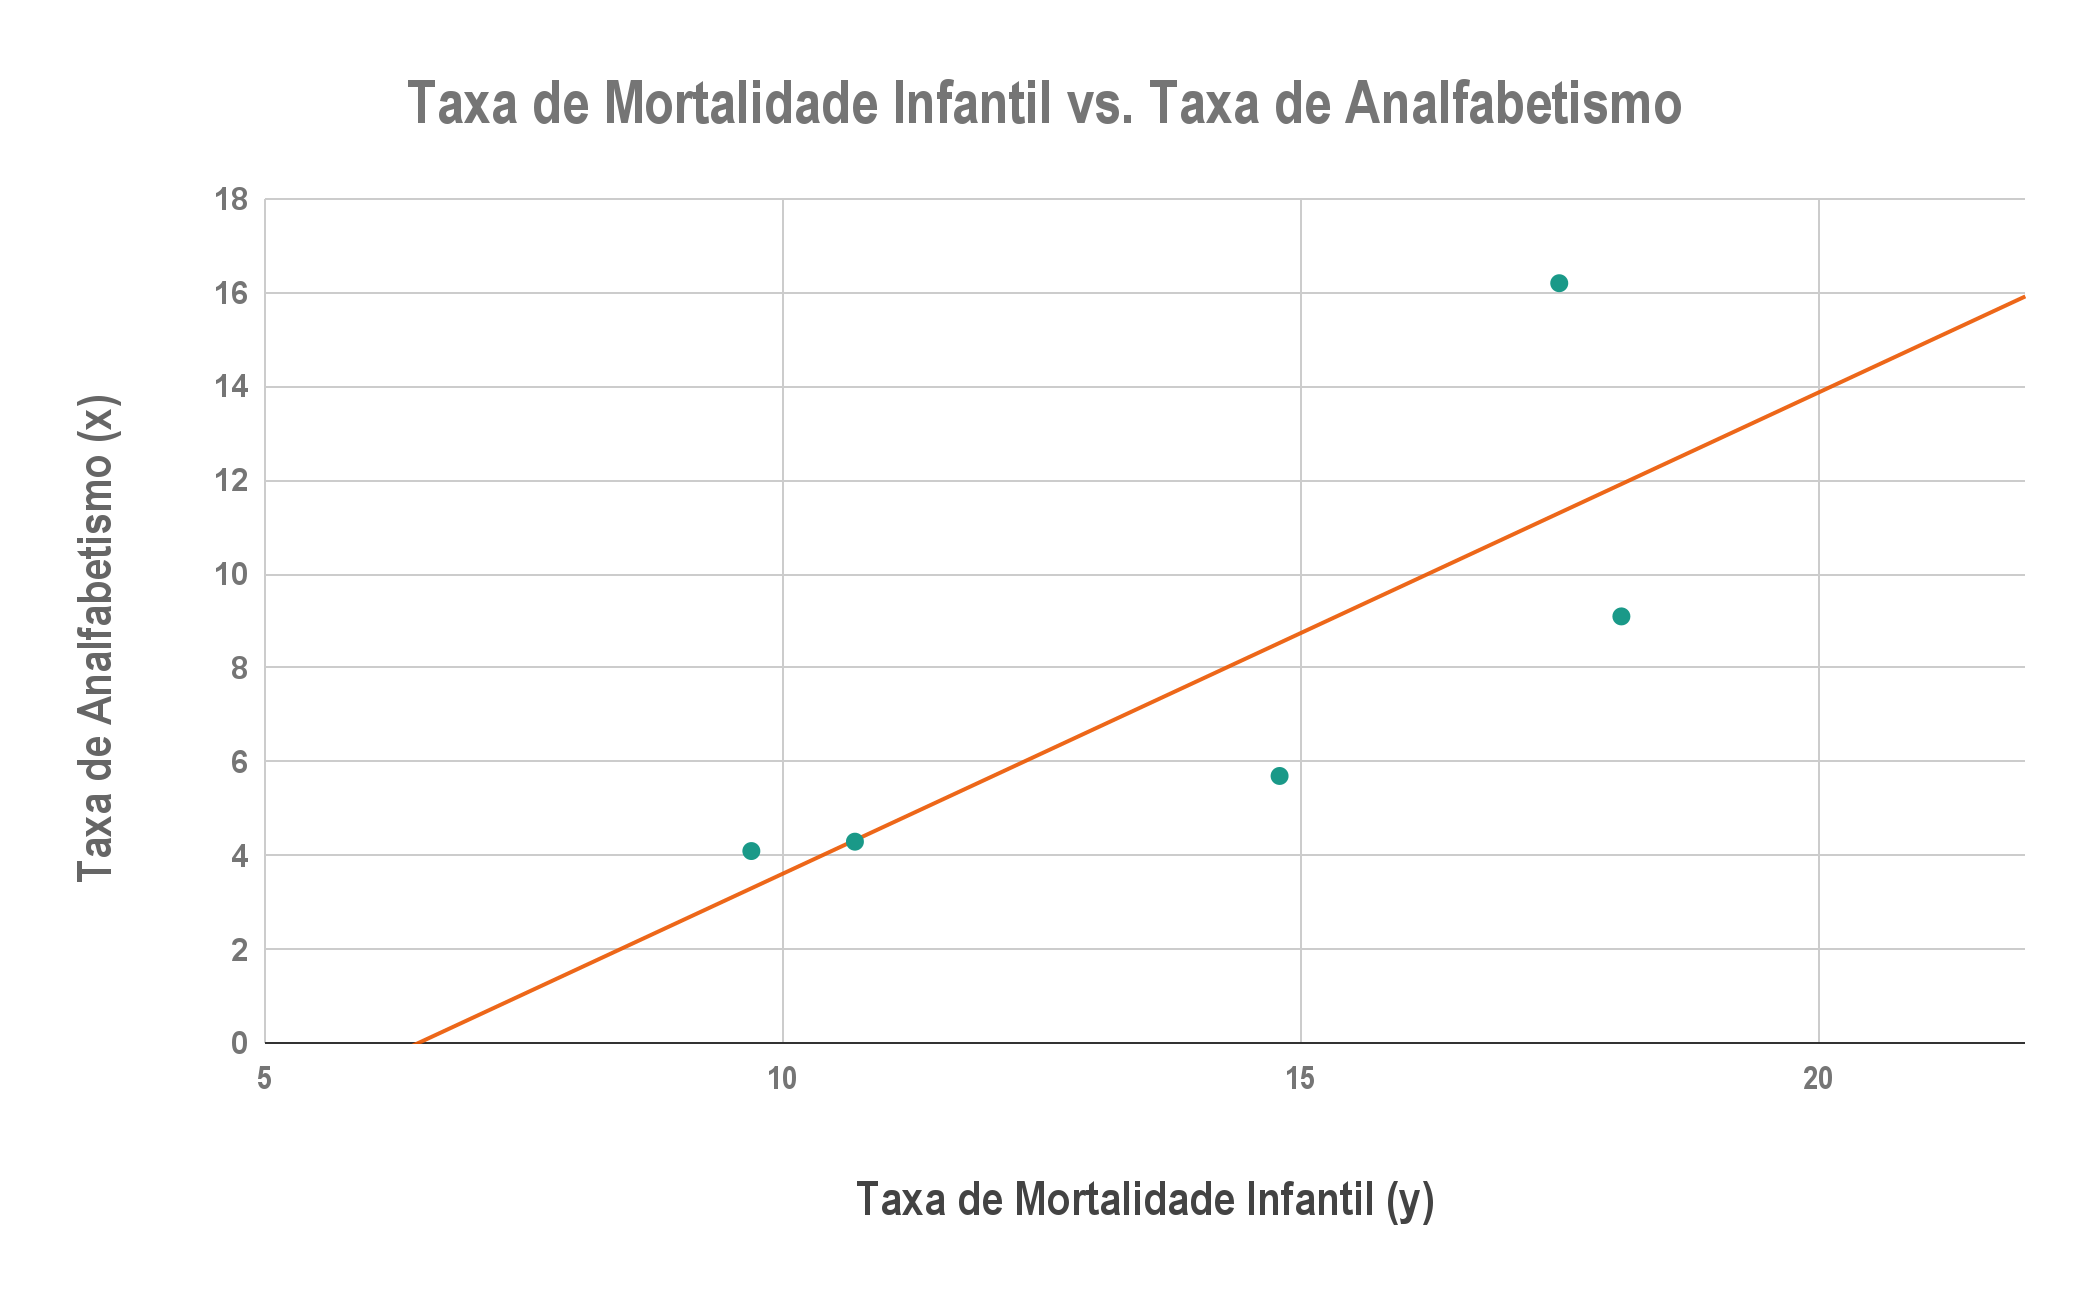 Taxa de Mortalidade Infantil vs. Taxa de Analfabetismo
18
16
14
12
10
8
6
4
2
0
Taxa de Analfabetismo (x)
5 10 15 20
Taxa de Mortalidade Infantil (y)